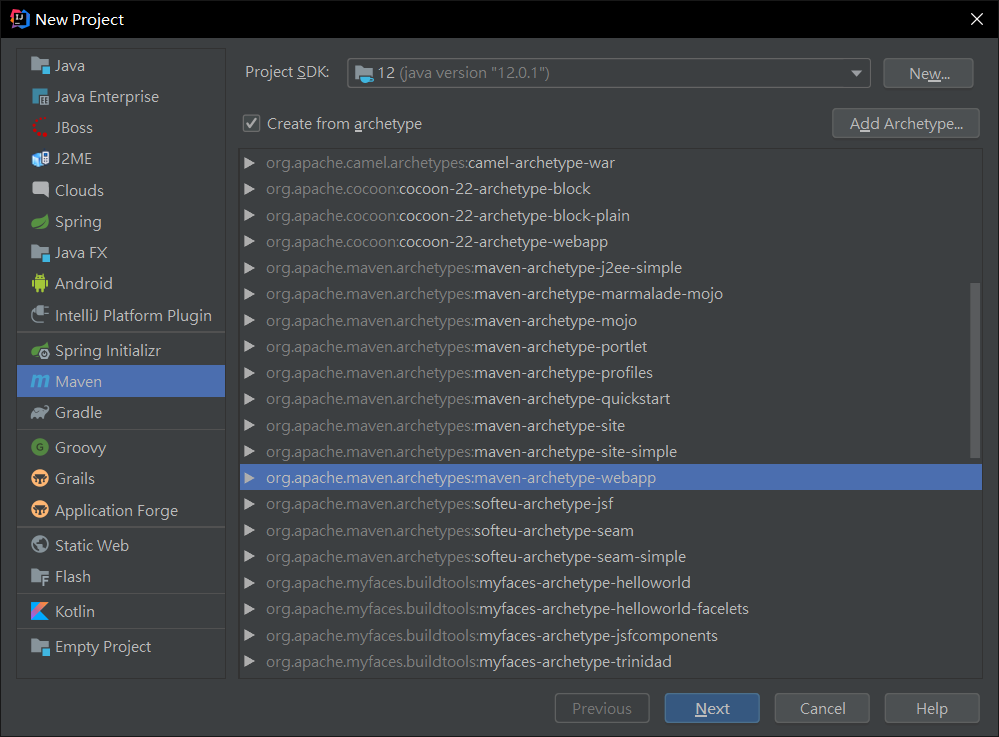 New Project
Java
Java Enterprise
JBoss
J2ME
Clouds
Spring
Java FX
Android
IntelliJ Platform Plugin
Spring Initializr
Maven
Gradle
Groovy
Grails
Application Forge
Static Web
Flash
Kotlin
Empty Project
Project SDK: 12 (java version "12.0.1") New...
Create from archetype Add Archetype...
org.apache.camel.archetypes:camel-archetype-war
org.apache.cocoon:cocoon-22-archetype-block
org.apache.cocoon:cocoon-22-archetype-block-plain
org.apache.cocoon:cocoon-22-archetype-webapp
org.apache.maven.archetypes:maven-archetype-j2ee-simple
org.apache.maven.archetypes:maven-archetype-marmalade-mojo
org.apache.maven.archetypes:maven-archetype-mojo
org.apache.maven.archetypes:maven-archetype-portlet
org.apache.maven.archetypes:maven-archetype-profiles
org.apache.maven.archetypes:maven-archetype-quickstart
org.apache.maven.archetypes:maven-archetype-site
org.apache.maven.archetypes:maven-archetype-site-simple
org.apache.maven.archetypes:maven-archetype-webapp
org.apache.maven.archetypes:softeu-archetype-jsf
org.apache.maven.archetypes:softeu-archetype-seam
org.apache.maven.archetypes:softeu-archetype-seam-simple
org.apache.myfaces.buildtools:myfaces-archetype-helloworld
org.apache.myfaces.buildtools:myfaces-archetype-helloworld-facelets
org.apache.myfaces.buildtools:myfaces-archetype-jsfcomponents
org.apache.myfaces.buildtools:myfaces-archetype-trinidad
Previous Next Cancel Help